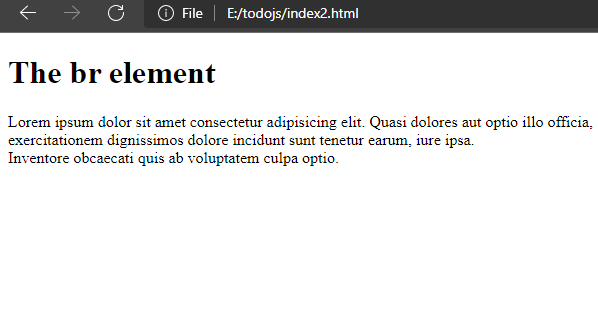 File E:/todojs/index2.html
The br element
Lorem ipsum dolor sit amet consectetur adipisicing elit. Quasi dolores aut optio illo officia,
exercitationem dignissimos dolore incidunt sunt tenetur earum, iure ipsa.
Inventore obcaecati quis ab voluptatem culpa optio.